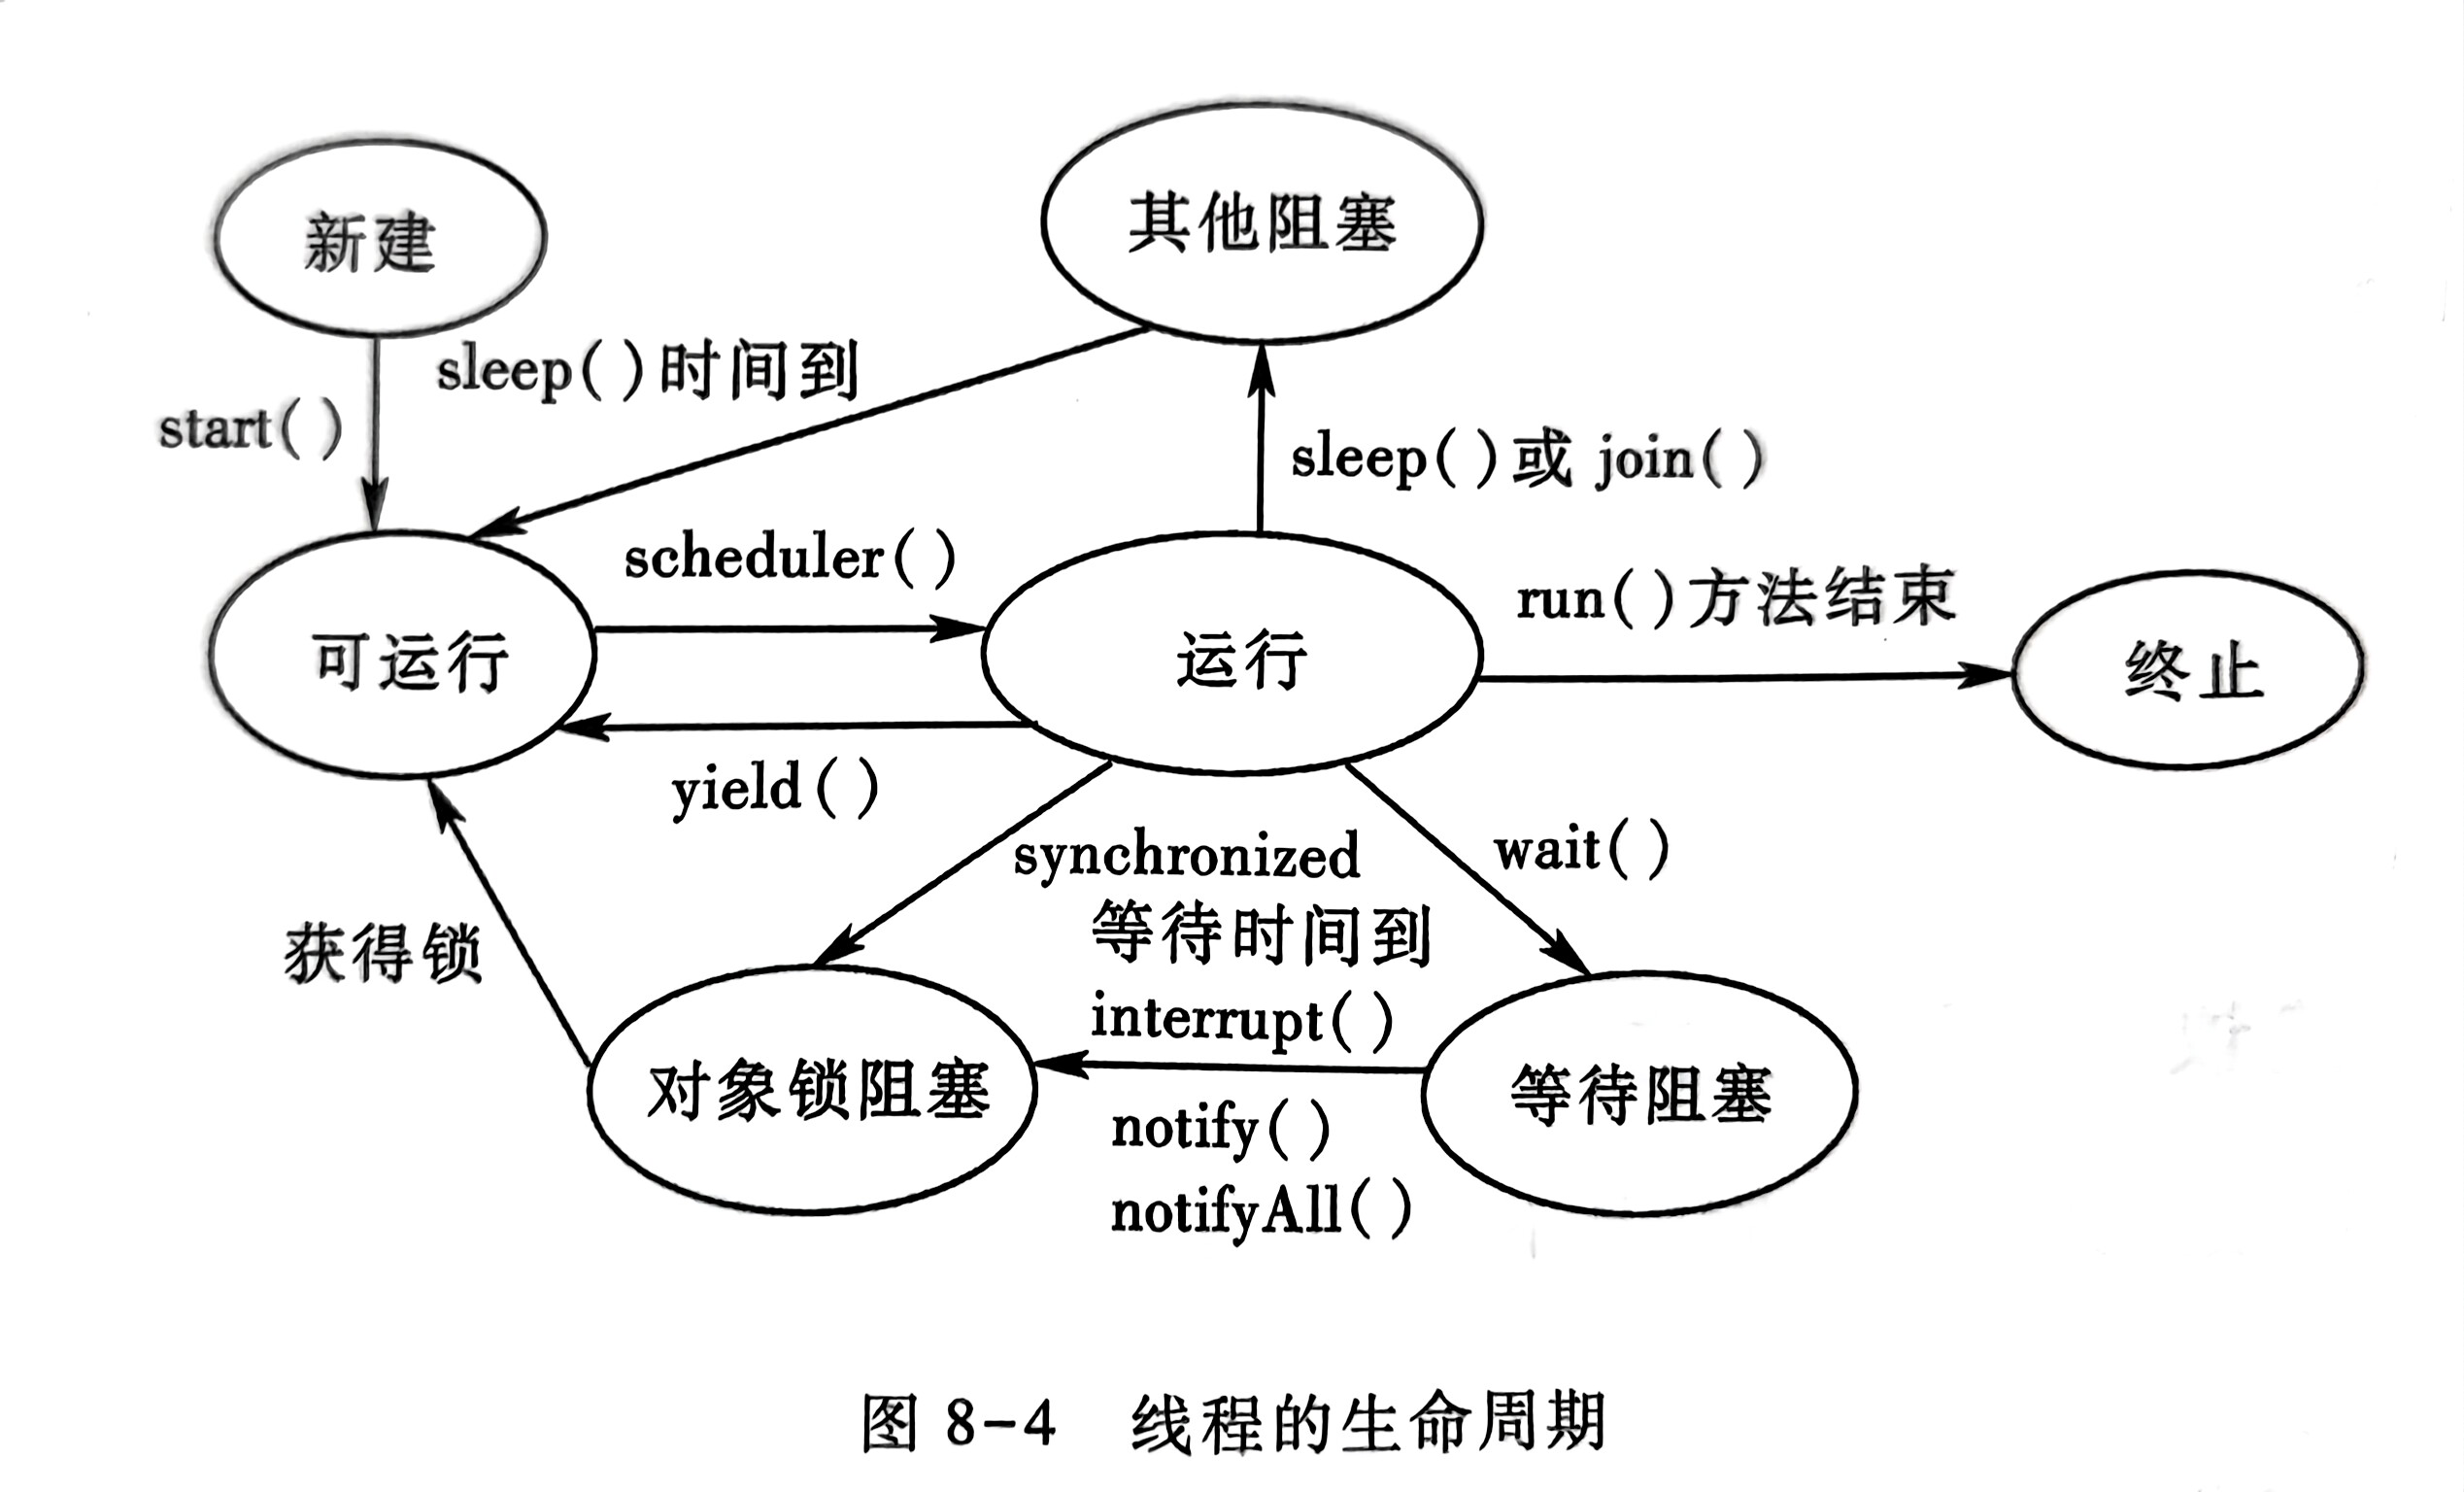 新建
其他阻塞
sleep()时间到
start()
sleep()或 join()
scheduler()
run()方法结束
可运行
运行
终止
yield()
synchronized
wait()
等待时间到
获得锁
interrupt()
对象锁阻塞
等待阻塞
notify()
notifyAll()
图 8-4 线程的生命周期